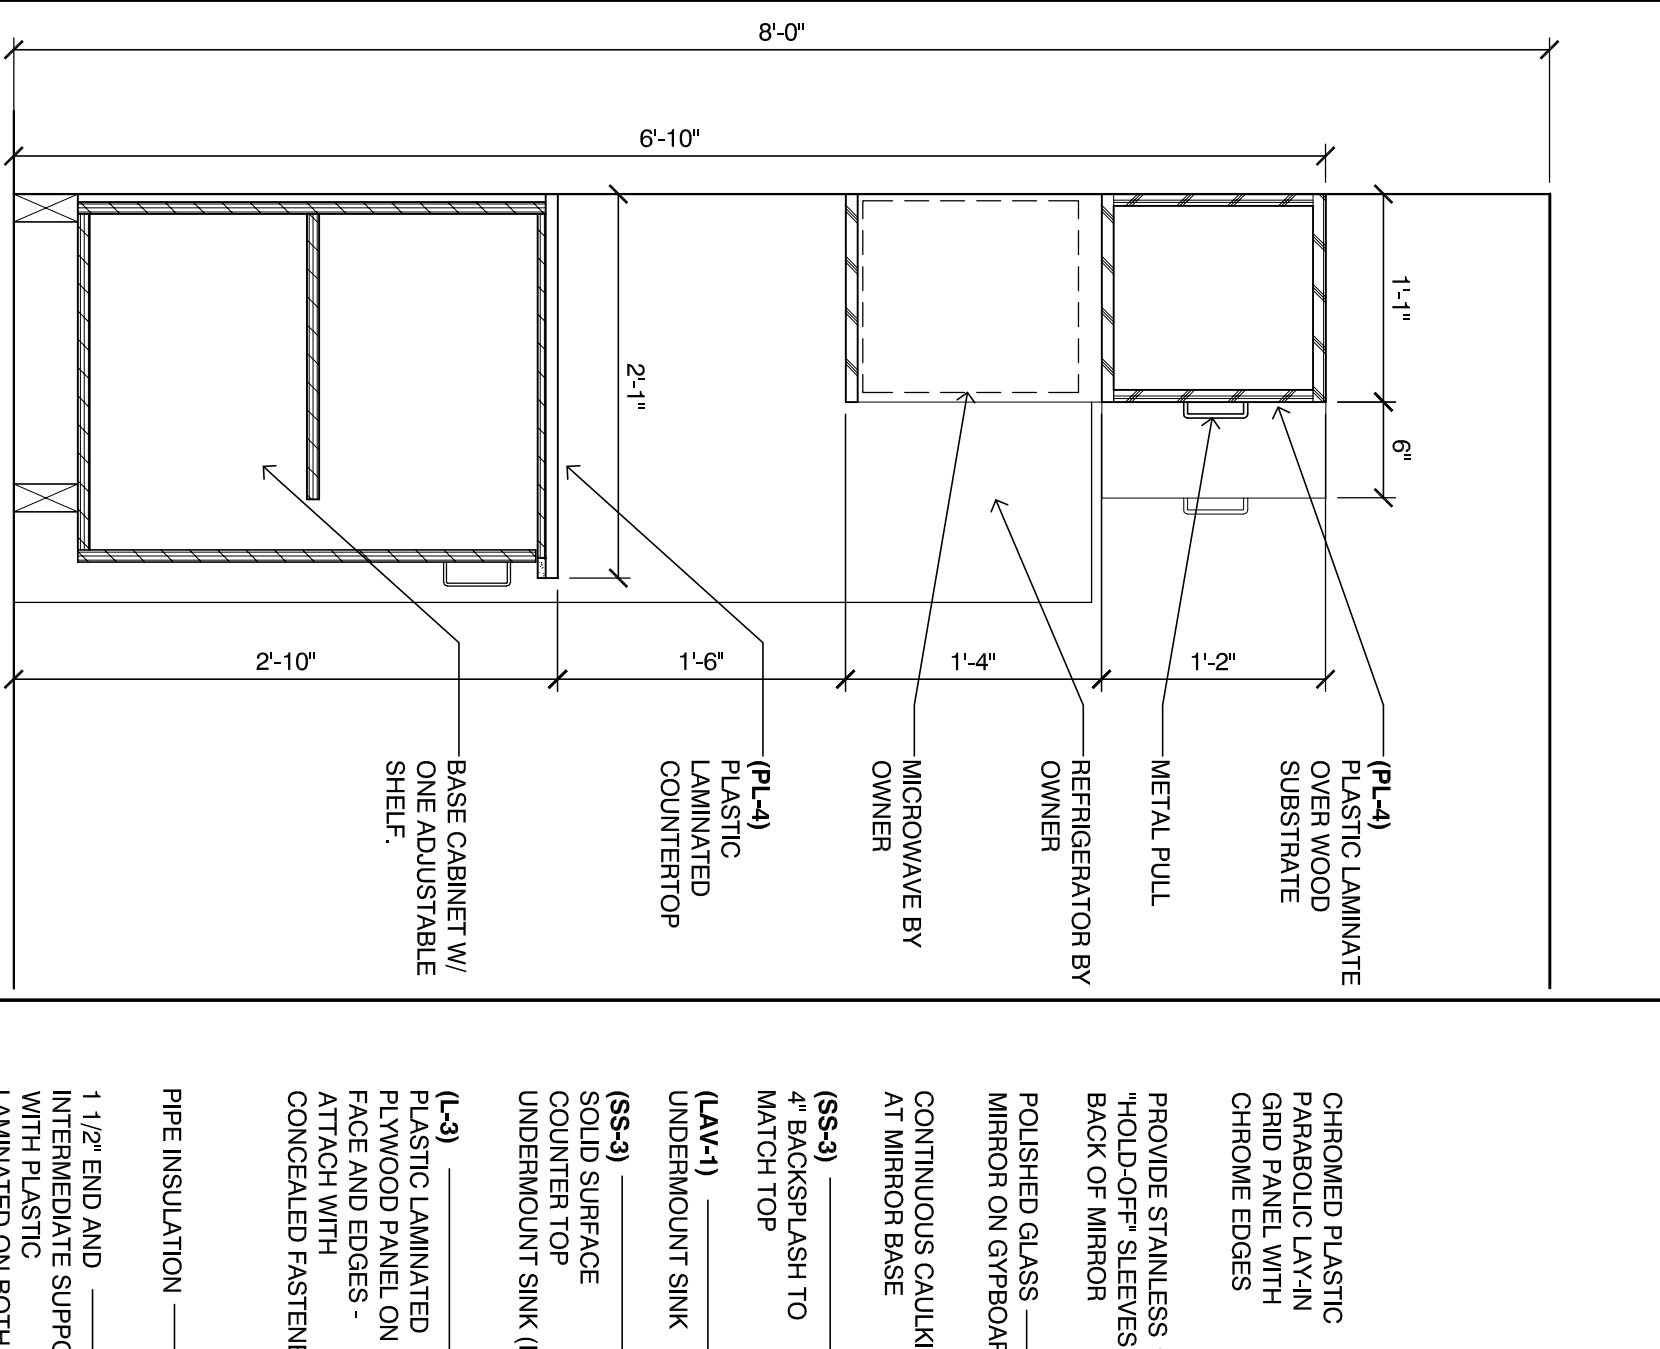 8'-0"
6'-10"
1'-1"
6"
2'-1"
2'-10"
1'-6"
1'-4"
1'-2"
(PL-4)
PLASTIC LAMINATE
OVER WOOD
SUBSTRATE
METAL PULL
REFRIGERATOR BY
OWNER
MICROWAVE BY
OWNER
(PL-4)
PLASTIC
LAMINATED
COUNTERTOP
BASE CABINET W/
ONE ADJUSTABLE
SHELF.
CHROMED PLASTIC
PARABOLIC LAY-IN
GRID PANEL WITH
CHROME EDGES
PROVIDE STAINLESS
"HOLD-OFF" SLEEVES
BACK OF MIRROR
POLISHED GLASS
MIRROR ON GYPBOAR
CONTINUOUS CAULKI
AT MIRROR BASE
(SS-3)
4" BACKSPLASH TO
MATCH TOP
(LAV-1)
UNDERMOUNT SINK
(SS-3)
SOLID SURFACE
COUNTER TOP
UNDERMOUNT SINK (
(L-3)
PLASTIC LAMINATED
PLYWOOD PANEL ON
FACE AND EDGES -
ATTACH WITH
CONCEALED FASTENE
PIPE INSULATION
1 1/2" END AND
INTERMEDIATE SUPPO
WITH PLASTIC
LAMINATED ON BOTH